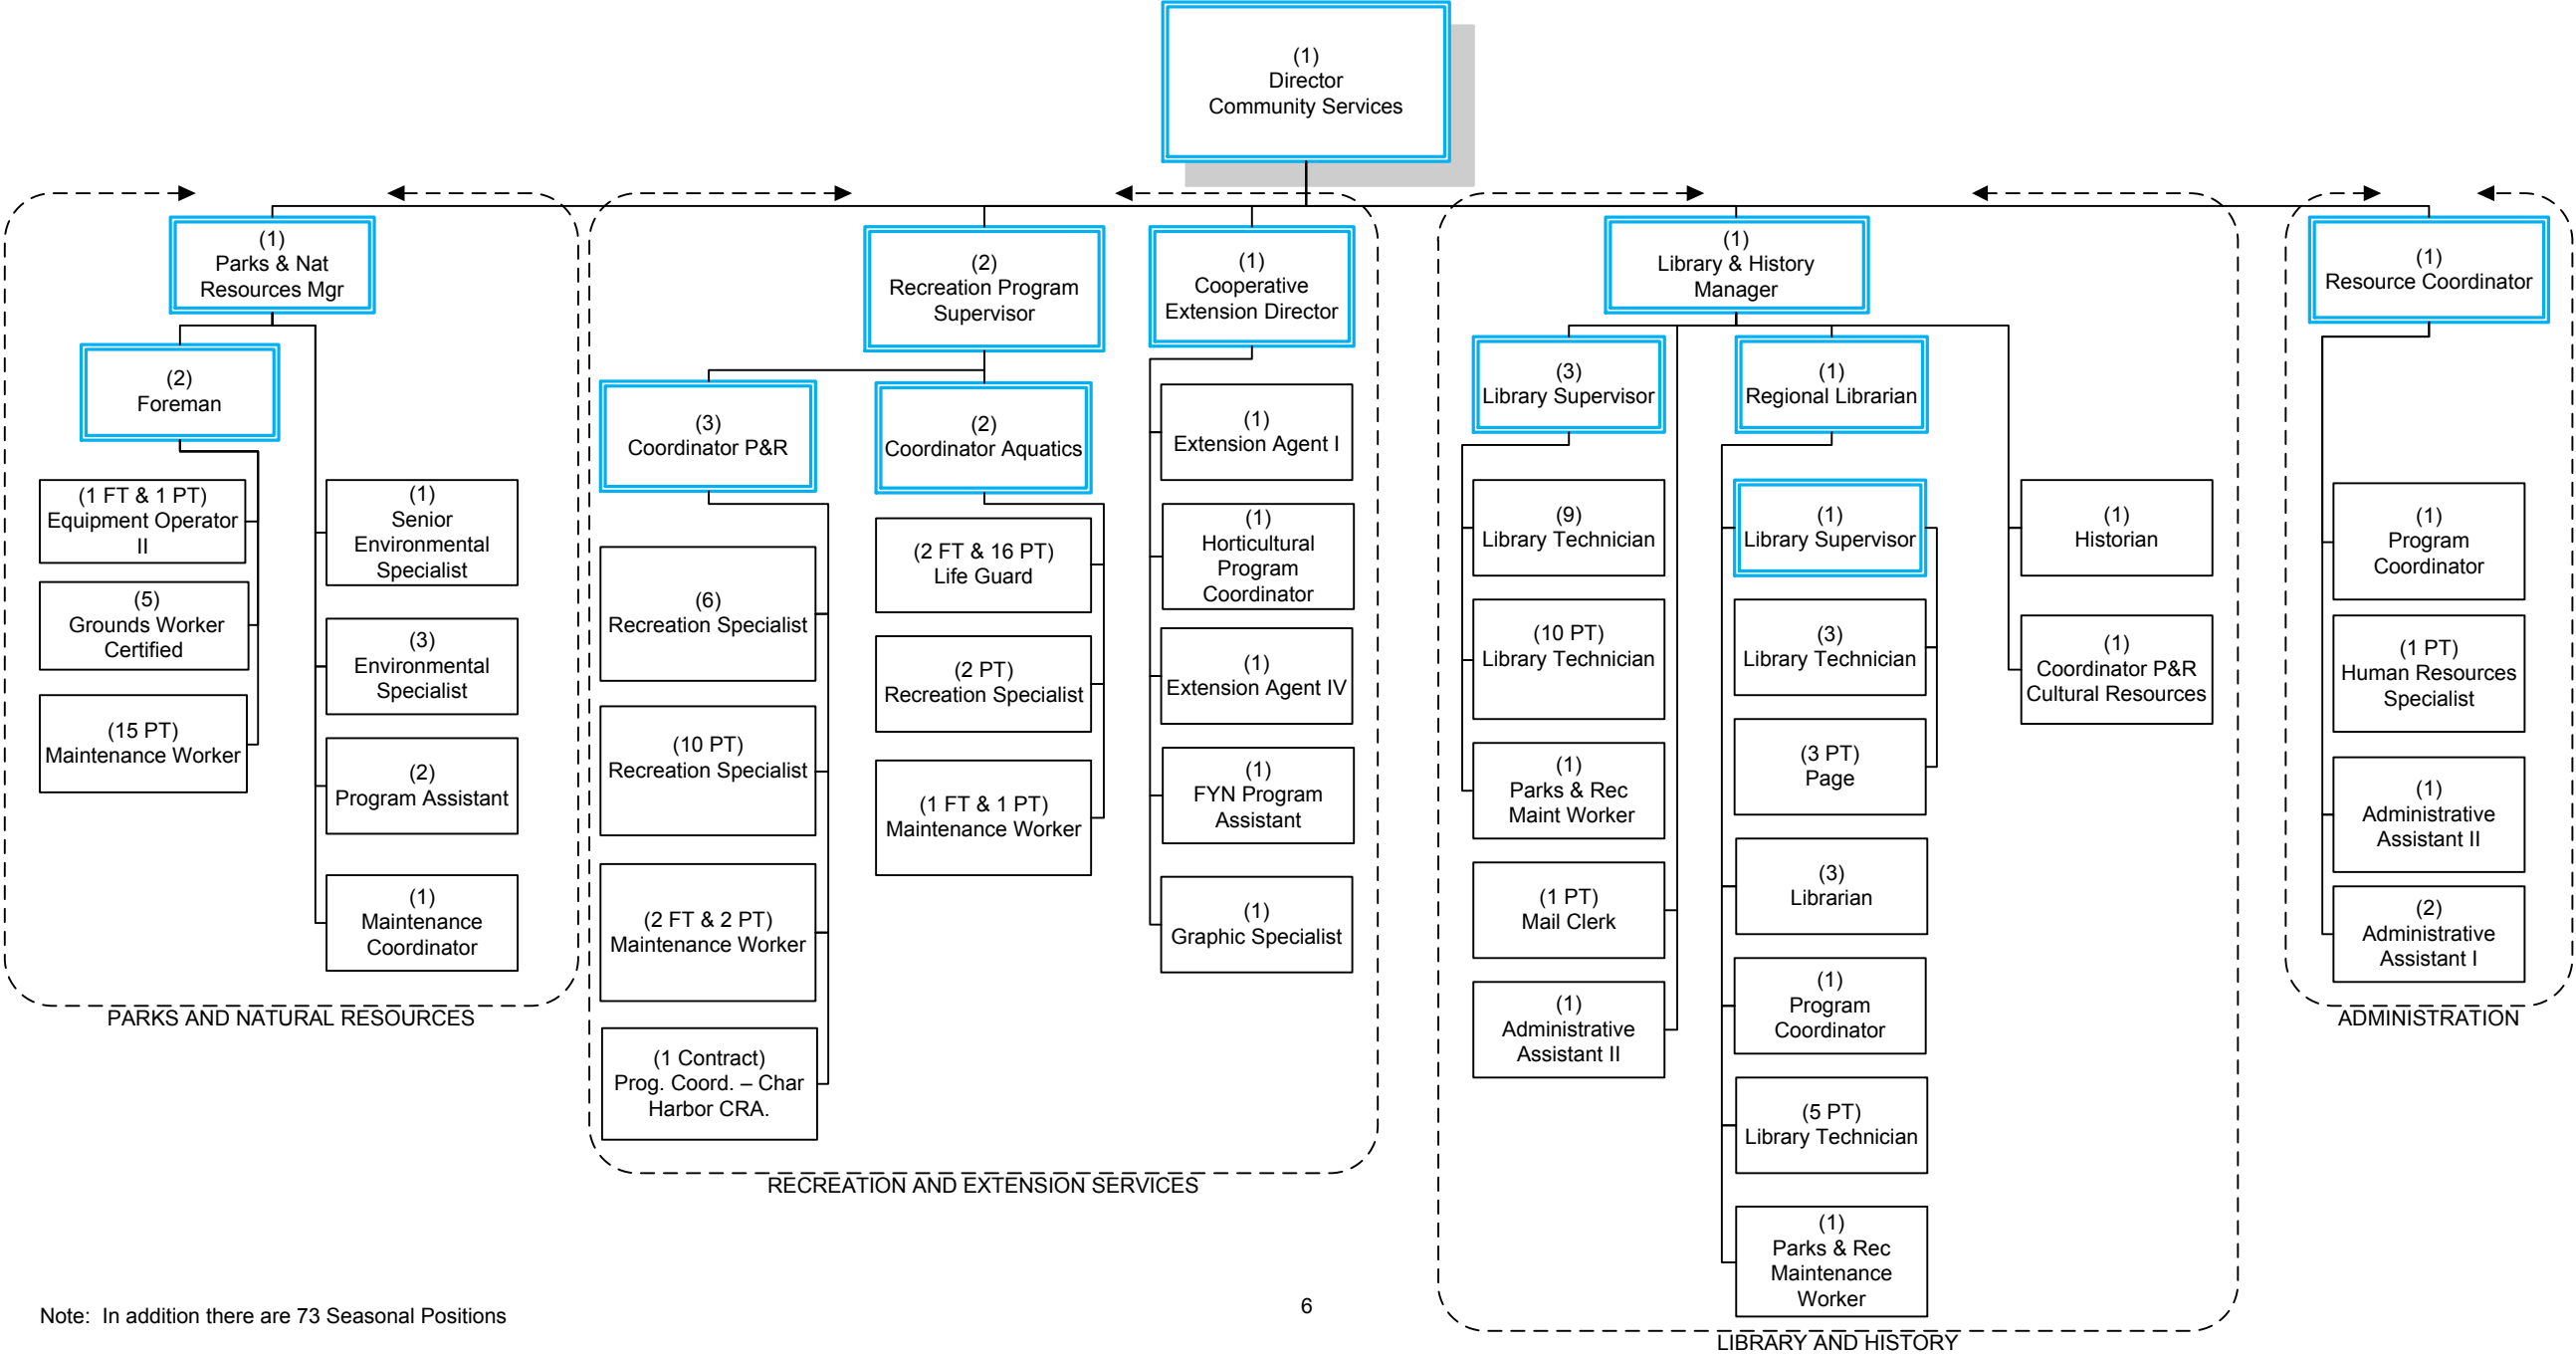 (1)
Director
Community Services
(1)
Parks & Nat
Resources Mgr
(2)
Foreman
(1 FT & 1 PT)
Equipment Operator
II
(5)
Grounds Worker
Certified
(15 PT)
Maintenance Worker
(1)
Senior
Environmental
Specialist
(3)
Environmental
Specialist
(2)
Program Assistant
(1)
Maintenance
Coordinator
PARKS AND NATURAL RESOURCES
(2)
Recreation Program
Supervisor
(3)
Coordinator P&R
(6)
Recreation Specialist
(10 PT)
Recreation Specialist
(2 FT & 2 PT)
Maintenance Worker
(1 Contract)
Prog. Coord. – Char
Harbor CRA.
(2)
Coordinator Aquatics
(2 FT & 16 PT)
Life Guard
(2 PT)
Recreation Specialist
(1 FT & 1 PT)
Maintenance Worker
(1)
Cooperative
Extension Director
(1)
Extension Agent I
(1)
Horticultural
Program
Coordinator
(1)
Extension Agent IV
(1)
FYN Program
Assistant
(1)
Graphic Specialist
RECREATION AND EXTENSION SERVICES
(1)
Library & History
Manager
(3)
Library Supervisor
(9)
Library Technician
(10 PT)
Library Technician
(1)
Parks & Rec
Maint Worker
(1 PT)
Mail Clerk
(1)
Administrative
Assistant II
(1)
Regional Librarian
(1)
Library Supervisor
(3)
Library Technician
(3 PT)
Page
(3)
Librarian
(1)
Program
Coordinator
(5 PT)
Library Technician
(1)
Parks & Rec
Maintenance
Worker
(1)
Historian
(1)
Coordinator P&R
Cultural Resources
LIBRARY AND HISTORY
(1)
Resource Coordinator
(1)
Program
Coordinator
(1 PT)
Human Resources
Specialist
(1)
Administrative
Assistant II
(2)
Administrative
Assistant I
ADMINISTRATION
Note: In addition there are 73 Seasonal Positions
6